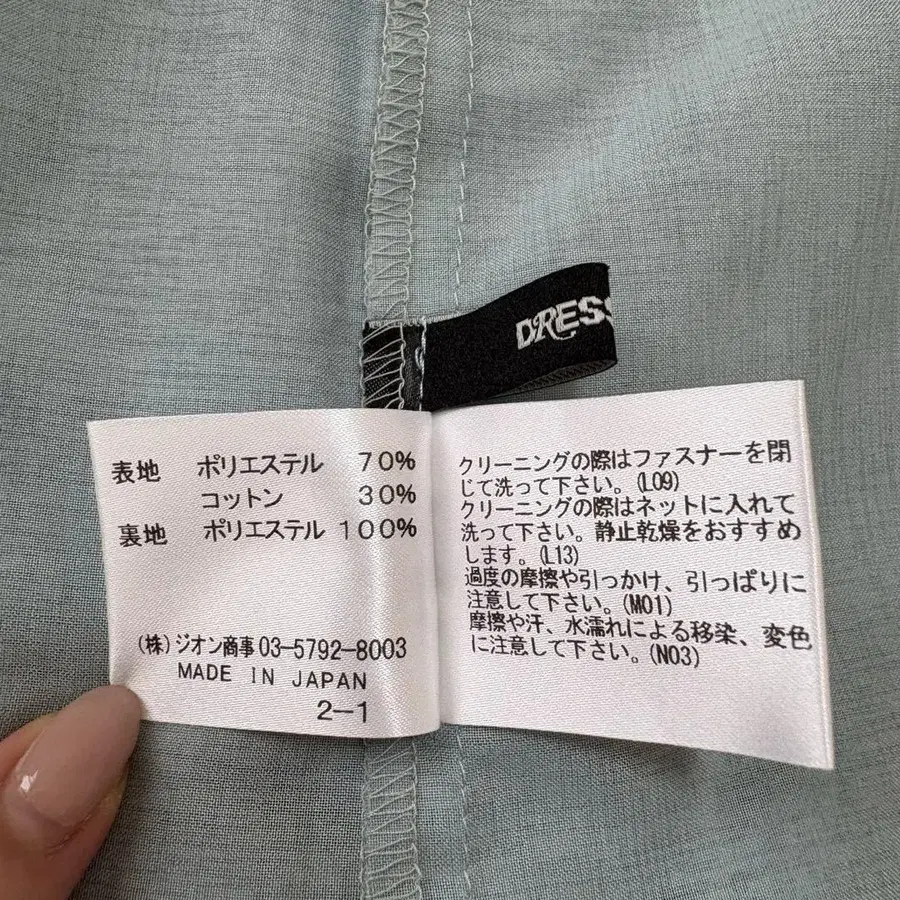 DRESS
表地 ポリエステル 70%
コットン 30%
裏地 ポリエステル 100%
(株)ジオン商事 03-5792-8003
MADE IN JAPAN
2-1
クリーニングの際はファスナーを閉
じて洗って下さい。(L09)
クリーニングの際はネットに入れて
洗って下さい。静止乾燥をおすすめ
します。(L13)
過度の摩擦や引っかけ、引っぱりに
注意して下さい。(M01)
摩擦や汗、水濡れによる移染、変色
に注意して下さい。(N03)